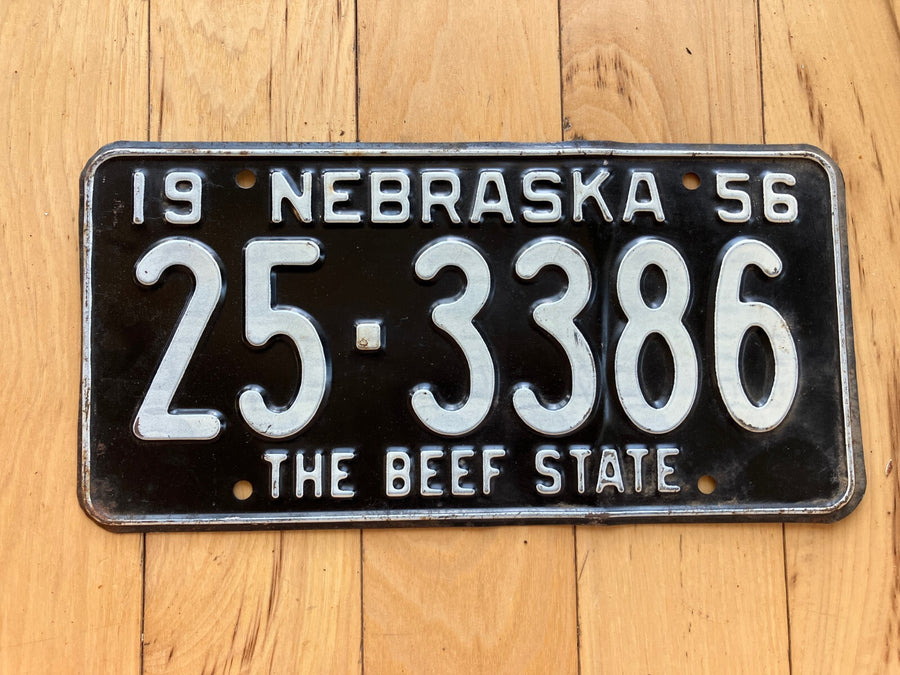 19 NEBRASKA 56
25·3386
THE BEEF STATE